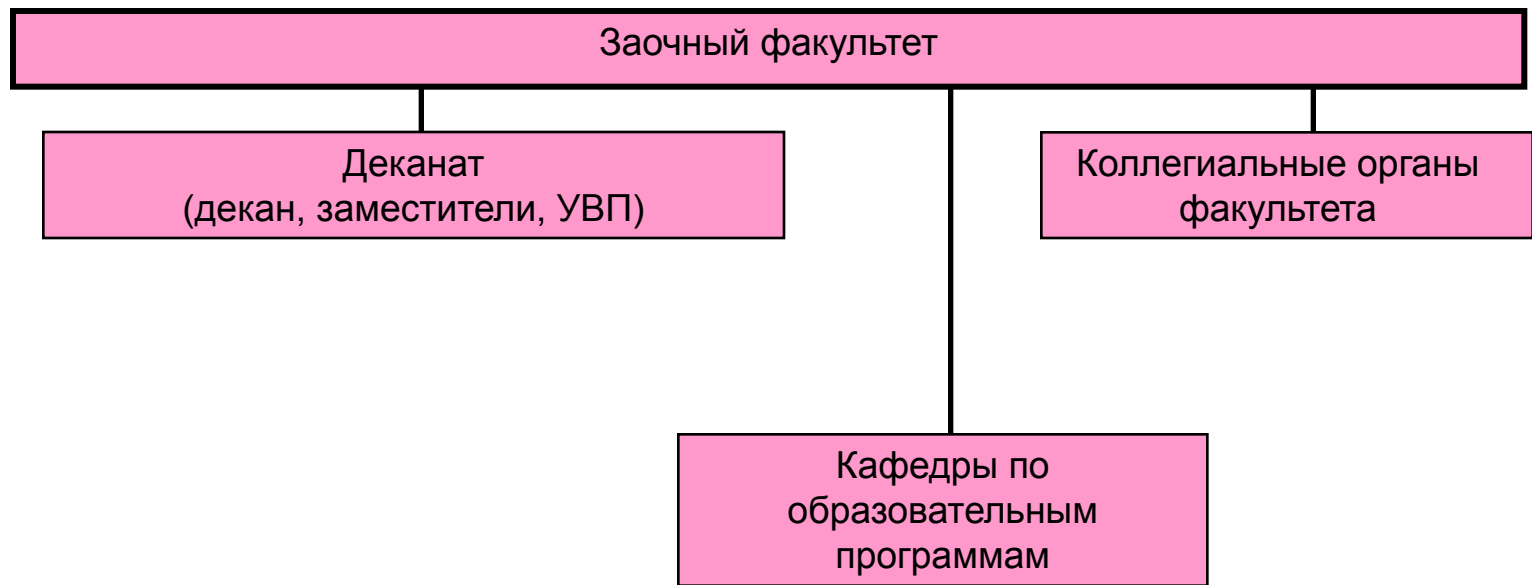 Заочный факультет
Деканат
(декан, заместители, УВП)
Коллегиальные органы
факультета
Кафедры по
образовательным
программам